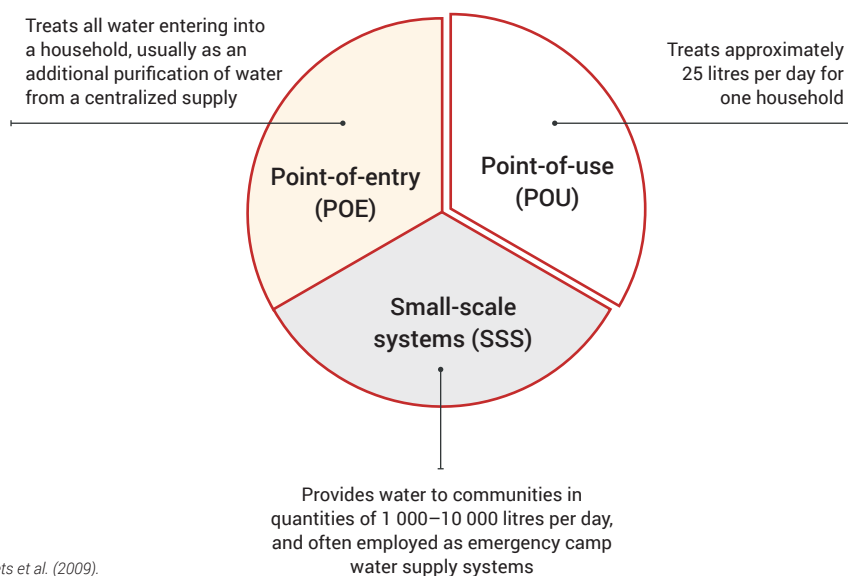 Treats all water entering into
a household, usually as an
additional purification of water
from a centralized supply
Treats approximately
25 litres per day for
one household
Point-of-entry
(POE)
Point-of-use
(POU)
Small-scale
systems (SSS)
Provides water to communities in
quantities of 1 000–10 000 litres per day,
and often employed as emergency camp
water supply systems
et al. (2009).